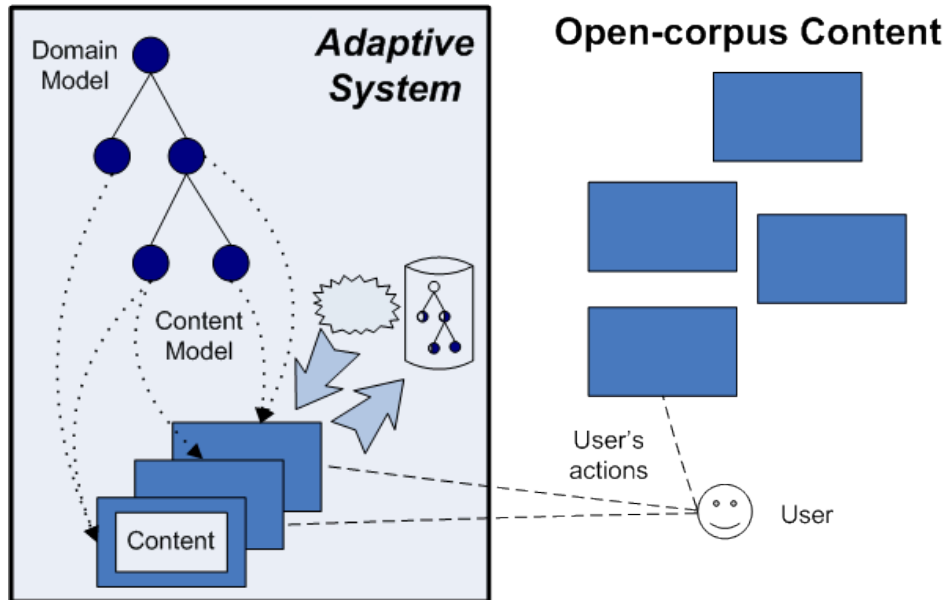 Domain
Model
Adaptive
System
Open-corpus Content
Content
Model
User's
actions
User
Content